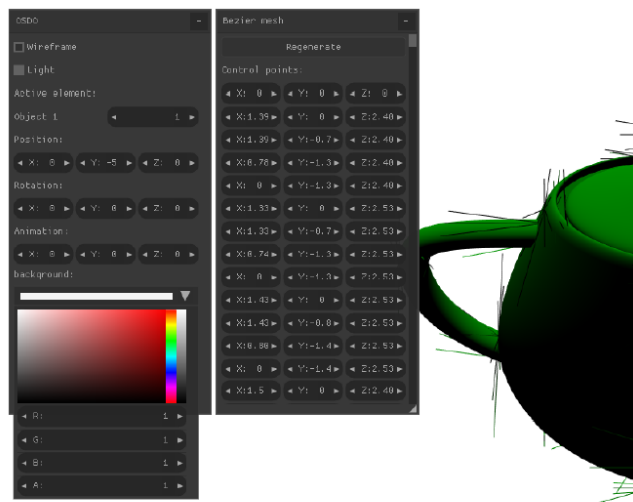 OSDO
Wireframe
Light
Active element:
Object 1 1
Position:
X: 0 Y: -5 Z: 0
Rotation:
X: 0 Y: 0 Z: 0
Animation:
X: 0 Y: 0 Z: 0
background:
R: 1
G: 1
B: 1
A: 1
Bezier mesh
Regenerate
Control points:
X: 0 Y: 0 Z: 0
X:1.39 Y: 0 Z:2.40
X:1.39 Y:-0.7 Z:2.40
X:0.78 Y:-1.3 Z:2.40
X: 0 Y:-1.3 Z:2.40
X:1.33 Y: 0 Z:2.53
X:1.33 Y:-0.7 Z:2.53
X:0.74 Y:-1.3 Z:2.53
X: 0 Y:-1.3 Z:2.53
X:1.43 Y: 0 Z:2.53
X:1.43 Y:-0.8 Z:2.53
X:0.80 Y:-1.4 Z:2.53
X: 0 Y:-1.4 Z:2.53
X:1.5 Y: 0 Z:2.40